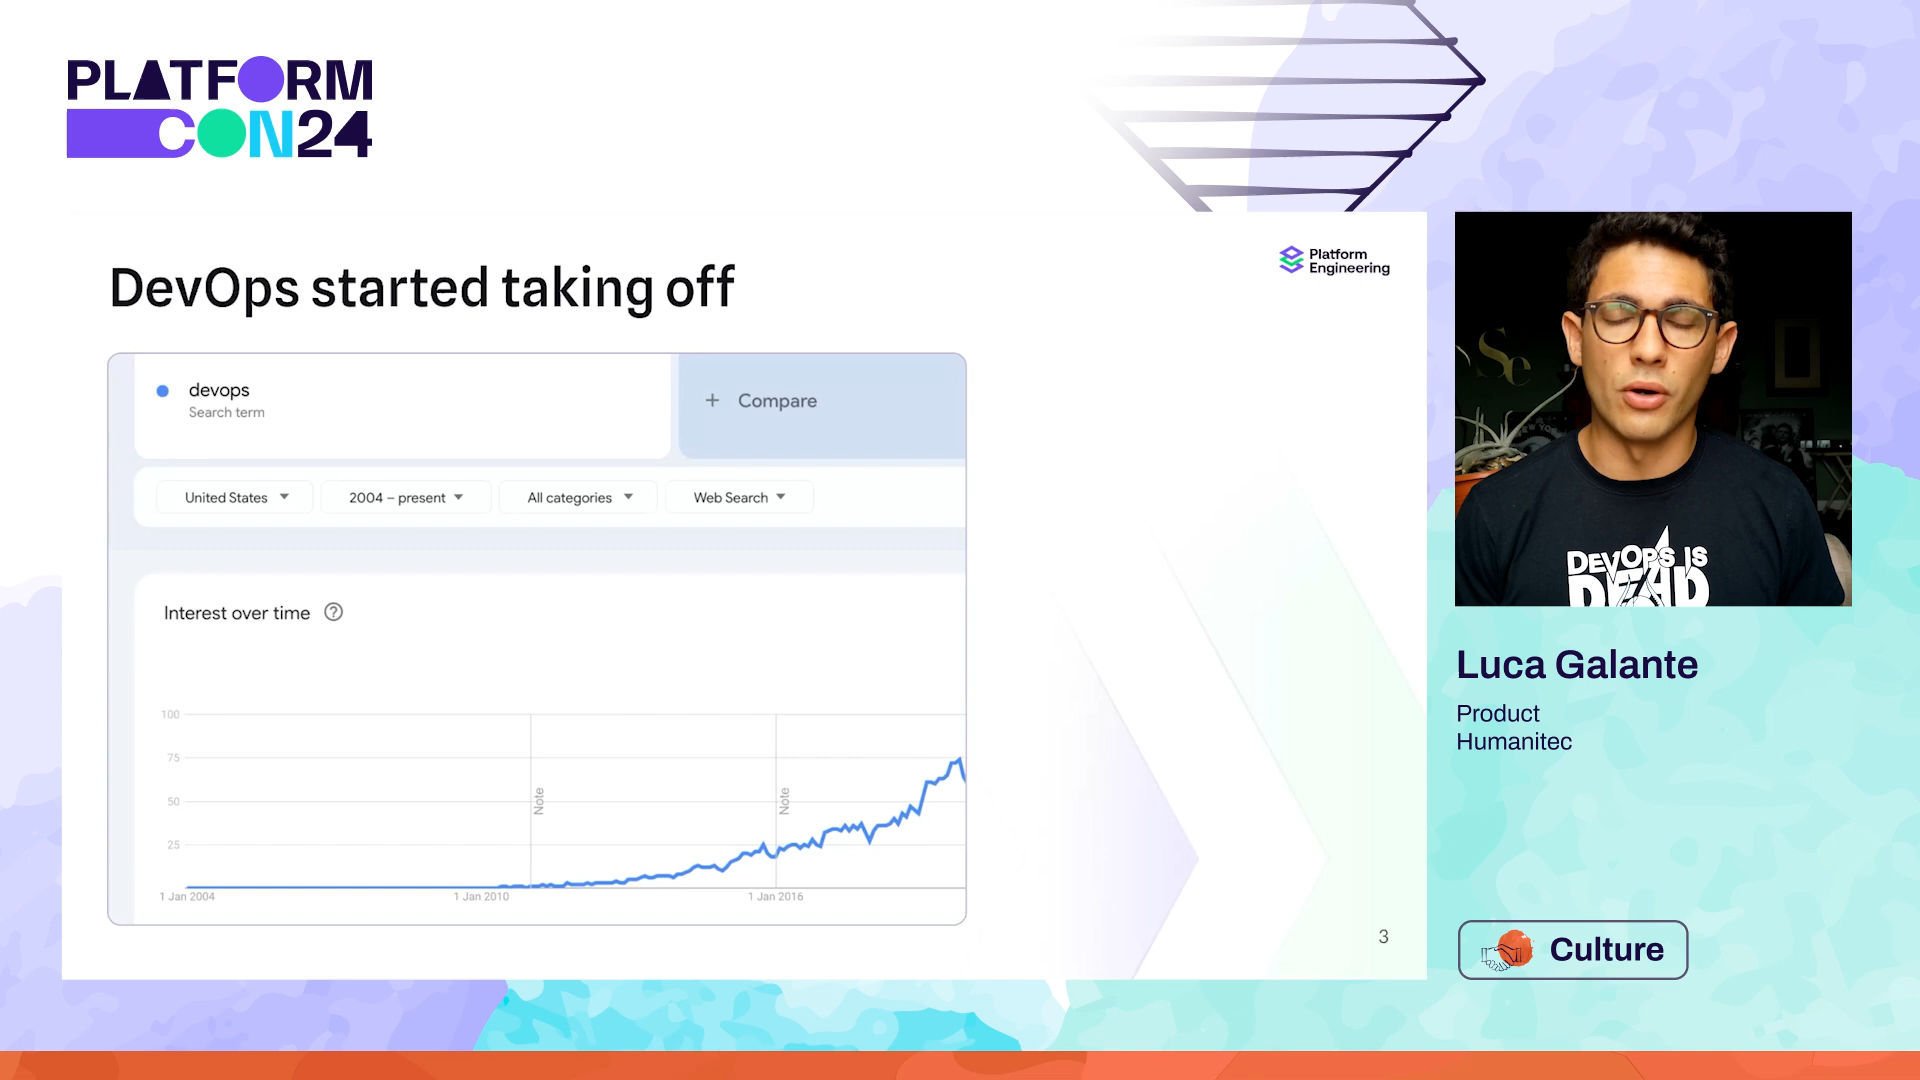 PLATFORM
CON24
Platform
Engineering
DevOps started taking off
devops
Search term
+ Compare
United States
2004 – present
All categories
Web Search
Interest over time ?
100
75
50
25
Note
Note
1 Jan 2004
1 Jan 2010
1 Jan 2016
3
Se
DEVOPS IS
DEAD
Luca Galante
Product
Humanitec
Culture